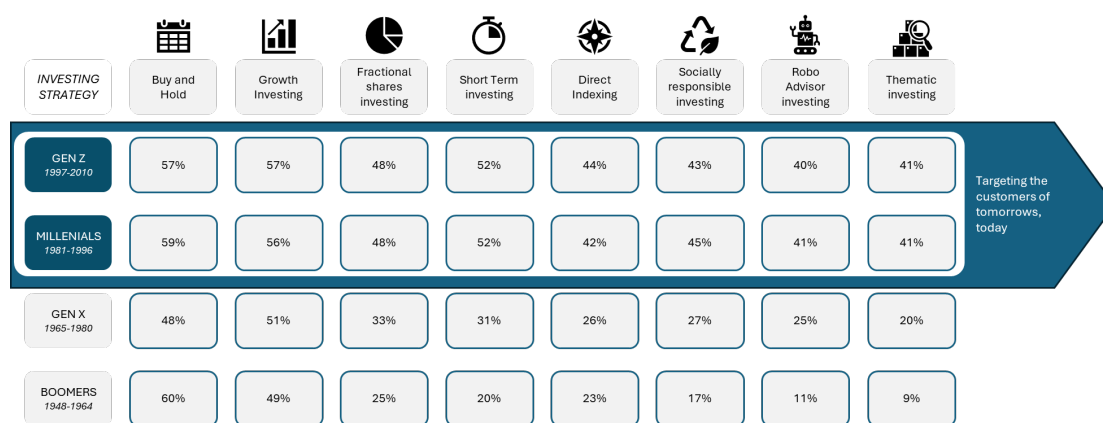 INVESTING
STRATEGY
Buy and
Hold
Growth
Investing
Fractional
shares
investing
Short Term
investing
Direct
Indexing
Socially
responsible
investing
Robo
Advisor
investing
Thematic
investing
GEN Z
1997-2010
57%
57%
48%
52%
44%
43%
40%
41%
MILLENIALS
1981-1996
59%
56%
48%
52%
42%
45%
41%
41%
Targeting the
customers of
tomorrows,
today
GEN X
1965-1980
48%
51%
33%
31%
26%
27%
25%
20%
BOOMERS
1948-1964
60%
49%
25%
20%
23%
17%
11%
9%